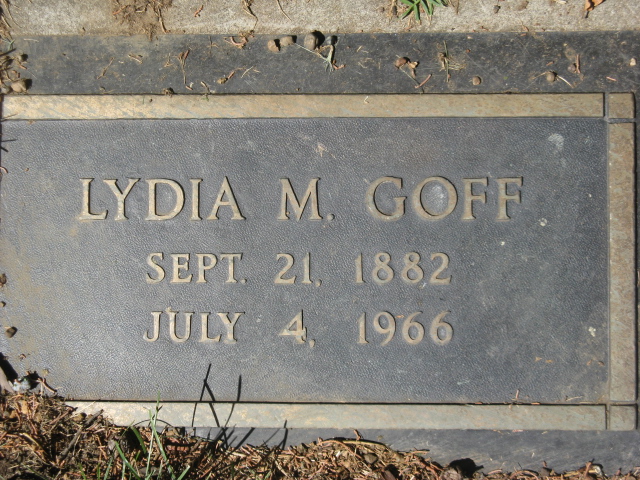 LYDIA M. GOFF
SEPT. 21, 1882
JULY 4, 1966